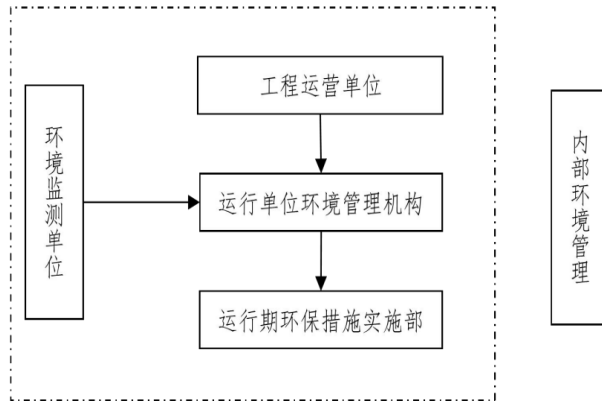 工程运营单位
环境监测单位
运行单位环境管理机构
运行期环保措施实施部
内部环境管理